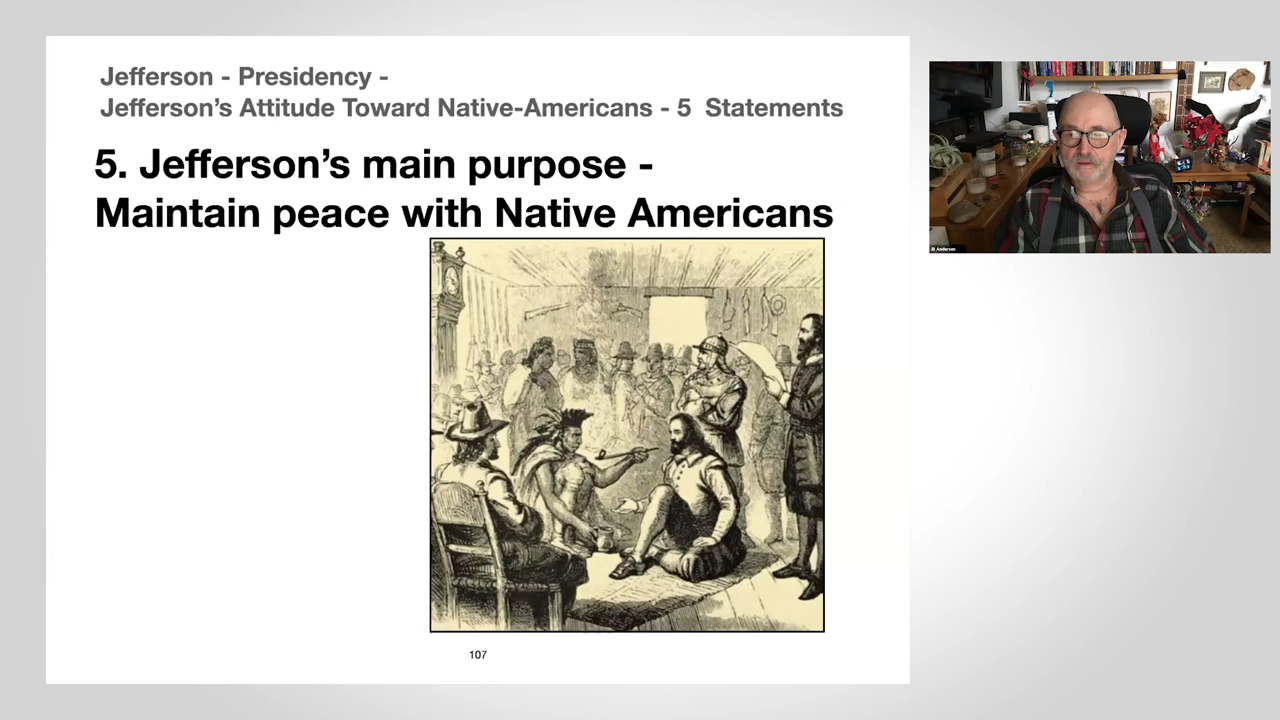 Jefferson - Presidency -
Jefferson’s Attitude Toward Native-Americans - 5  Statements
5. Jefferson’s main purpose -
Maintain peace with Native Americans
107
Andersen